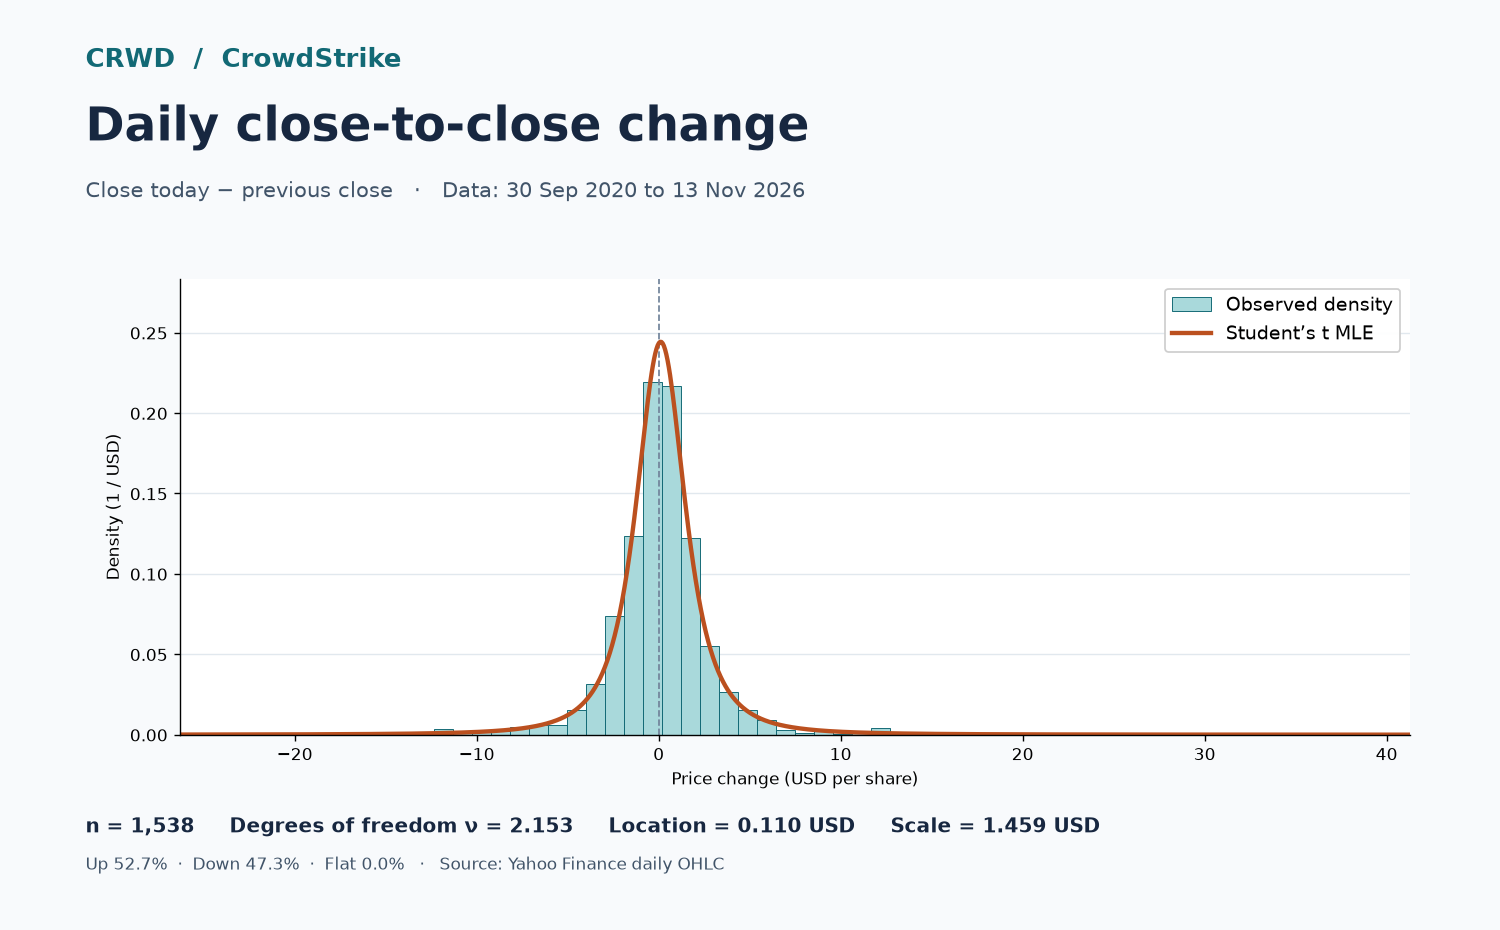 CRWD / CrowdStrike
Daily close-to-close change
Close today − previous close · Data: 30 Sep 2020 to 13 Nov 2026
Observed density
Student’s t MLE
Density (1 / USD)
0.25
0.20
0.15
0.10
0.05
0.00
−20 −10 0 10 20 30 40
Price change (USD per share)
n = 1,538 Degrees of freedom ν = 2.153 Location = 0.110 USD Scale = 1.459 USD
Up 52.7% · Down 47.3% · Flat 0.0% · Source: Yahoo Finance daily OHLC